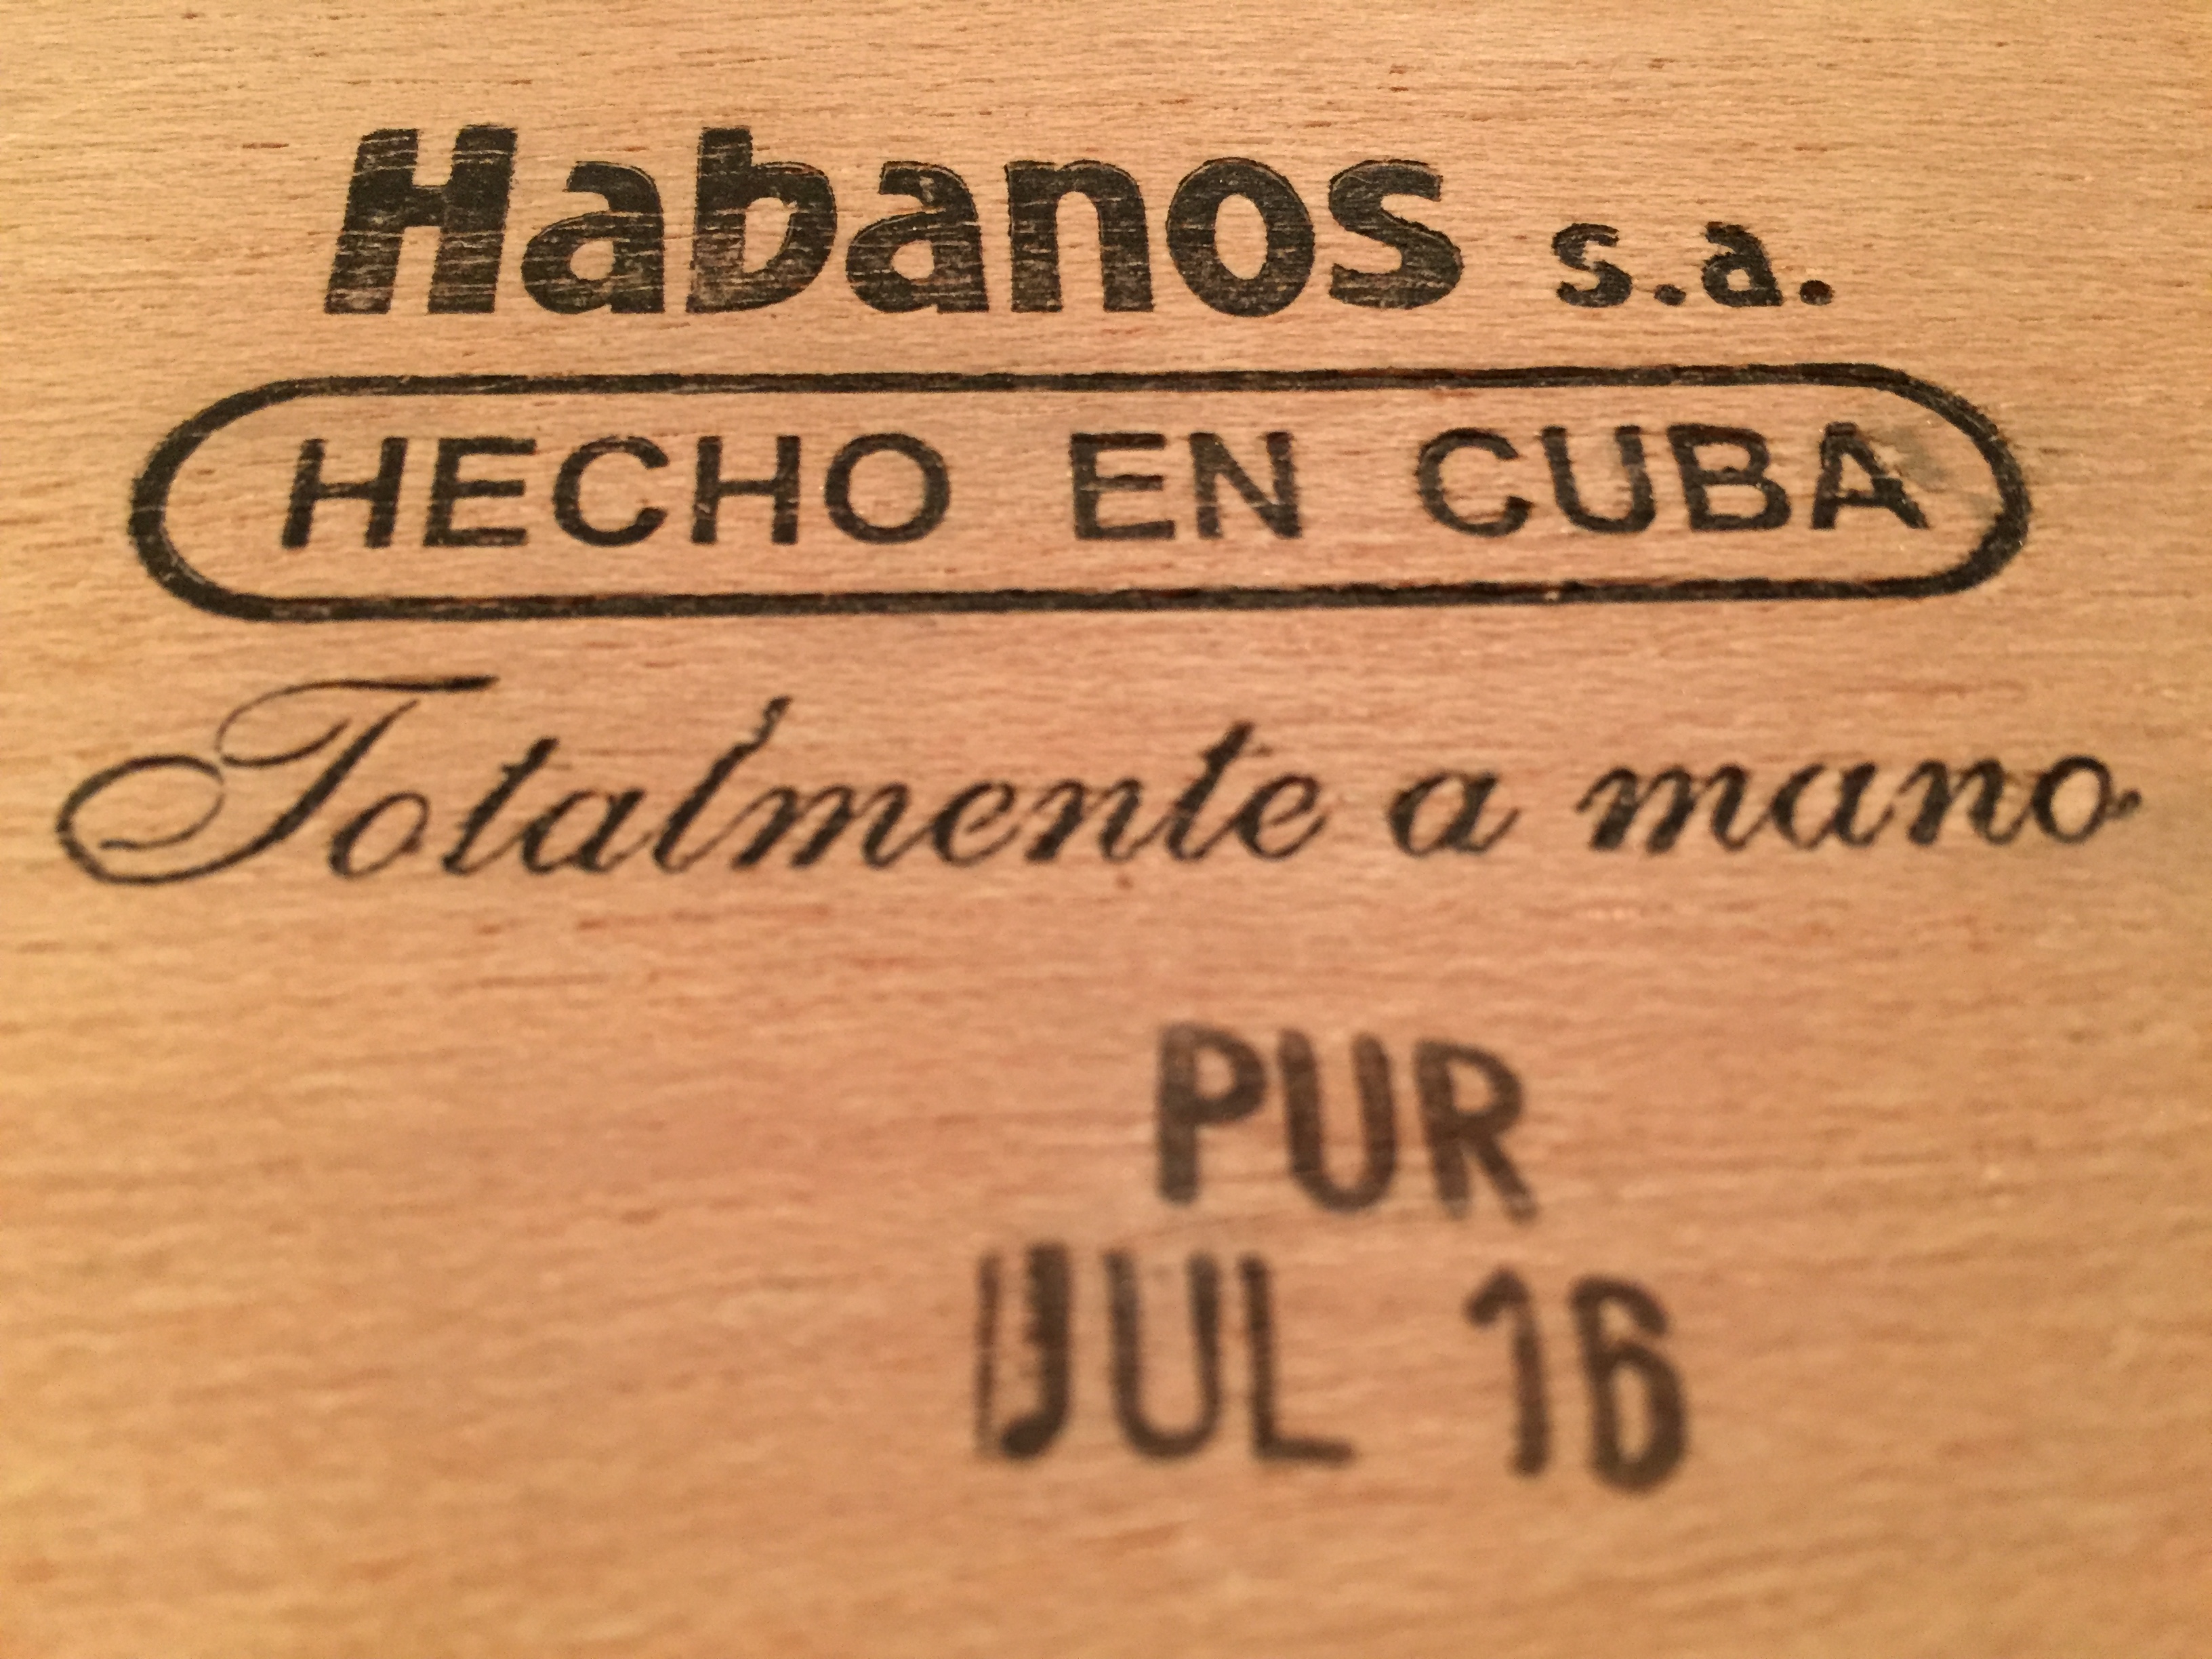 Habanos s.a.
HECHO EN CUBA
Totalmente a mano
PUR
JUL 16